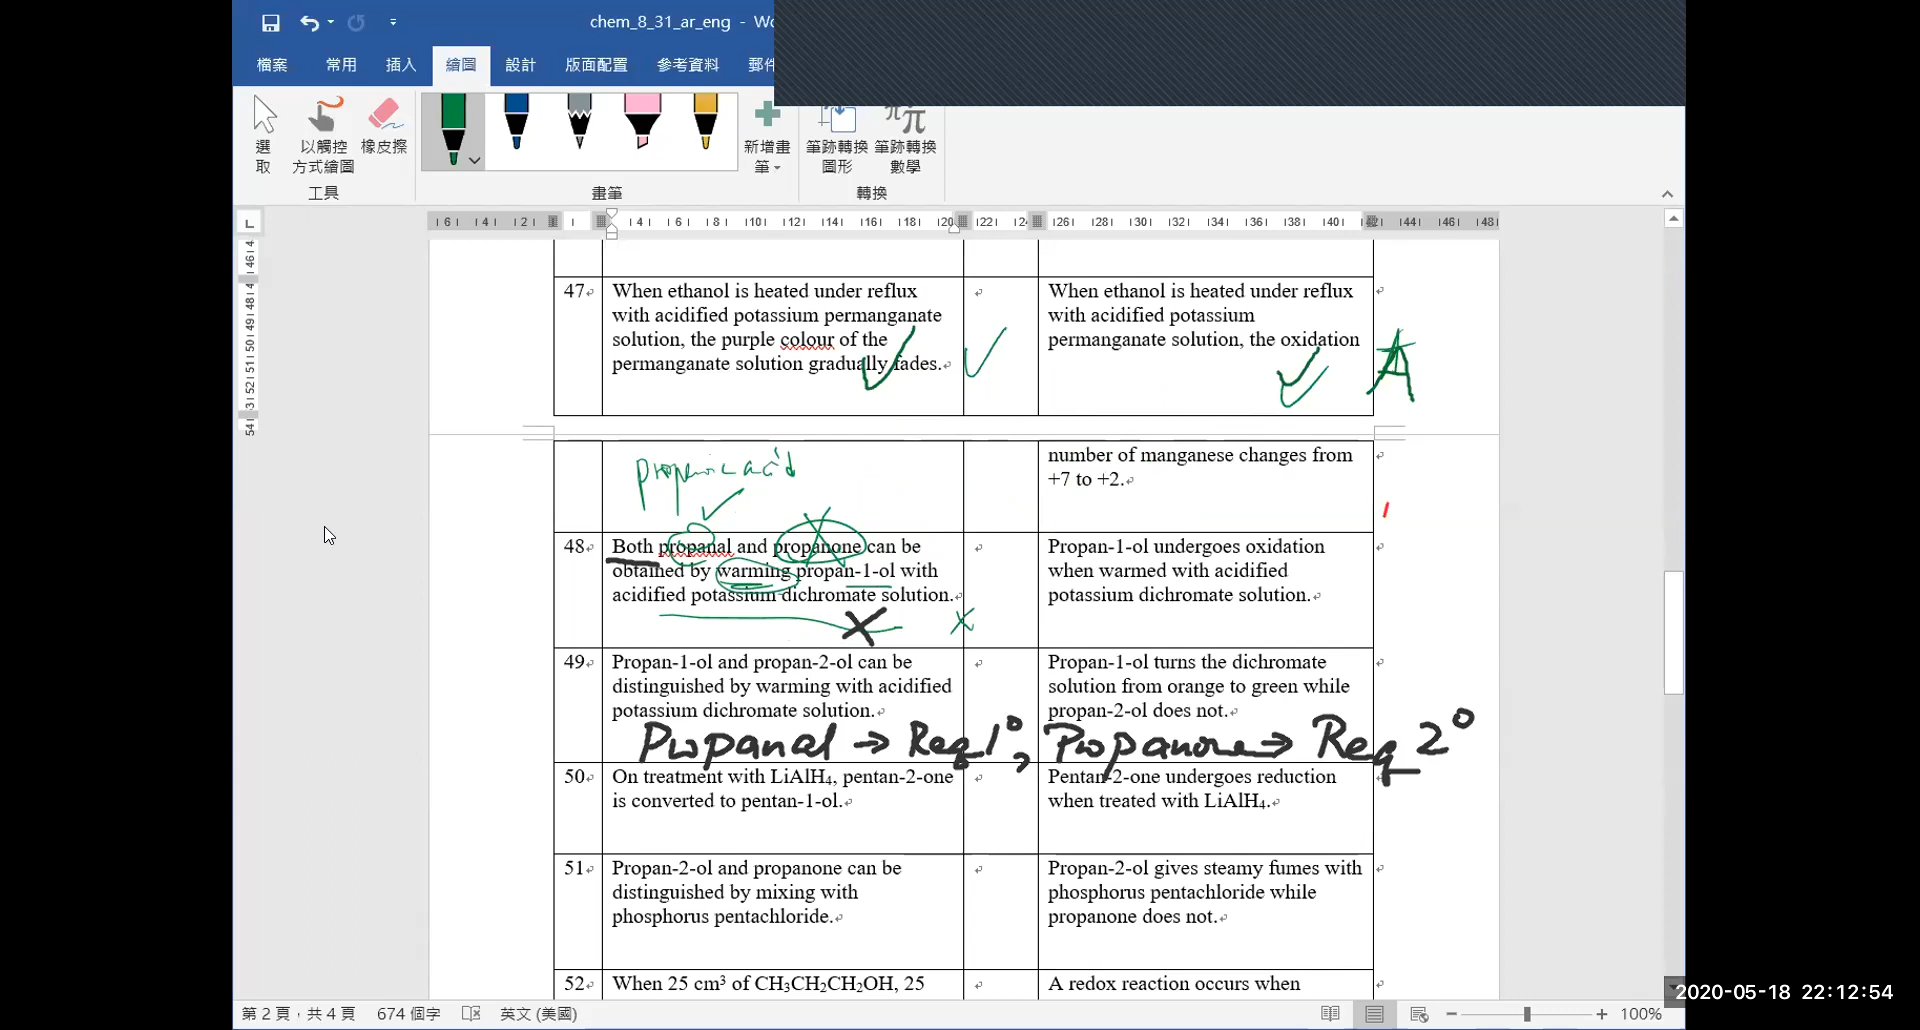 chem_8_31_ar_eng - Wo
檔案 常用 插入 繪圖 設計 版面配置 參考資料 郵件
選取 以觸控方式繪圖 橡皮擦 新增畫筆 筆跡轉換圖形 筆跡轉換數學
工具 畫筆 轉換
47 When ethanol is heated under reflux
with acidified potassium permanganate
solution, the purple colour of the
permanganate solution gradually fades.
When ethanol is heated under reflux
with acidified potassium
permanganate solution, the oxidation
A
propanoic acid
number of manganese changes from
+7 to +2.
48 Both propanal and propanone can be
obtained by warming propan-1-ol with
acidified potassium dichromate solution.
Propan-1-ol undergoes oxidation
when warmed with acidified
potassium dichromate solution.
49 Propan-1-ol and propan-2-ol can be
distinguished by warming with acidified
potassium dichromate solution.
Propan-1-ol turns the dichromate
solution from orange to green while
propan-2-ol does not.
Propanal → Req 1°, Propanone → Req 2°
50 On treatment with LiAlH₄, pentan-2-one
is converted to pentan-1-ol.
Pentan-2-one undergoes reduction
when treated with LiAlH₄.
51 Propan-2-ol and propanone can be
distinguished by mixing with
phosphorus pentachloride.
Propan-2-ol gives steamy fumes with
phosphorus pentachloride while
propanone does not.
52 When 25 cm³ of CH₃CH₂CH₂OH, 25
A redox reaction occurs when
第 2 頁，共 4 頁 674 個字 英文 (美國) 100%
2020-05-18 22:12:54